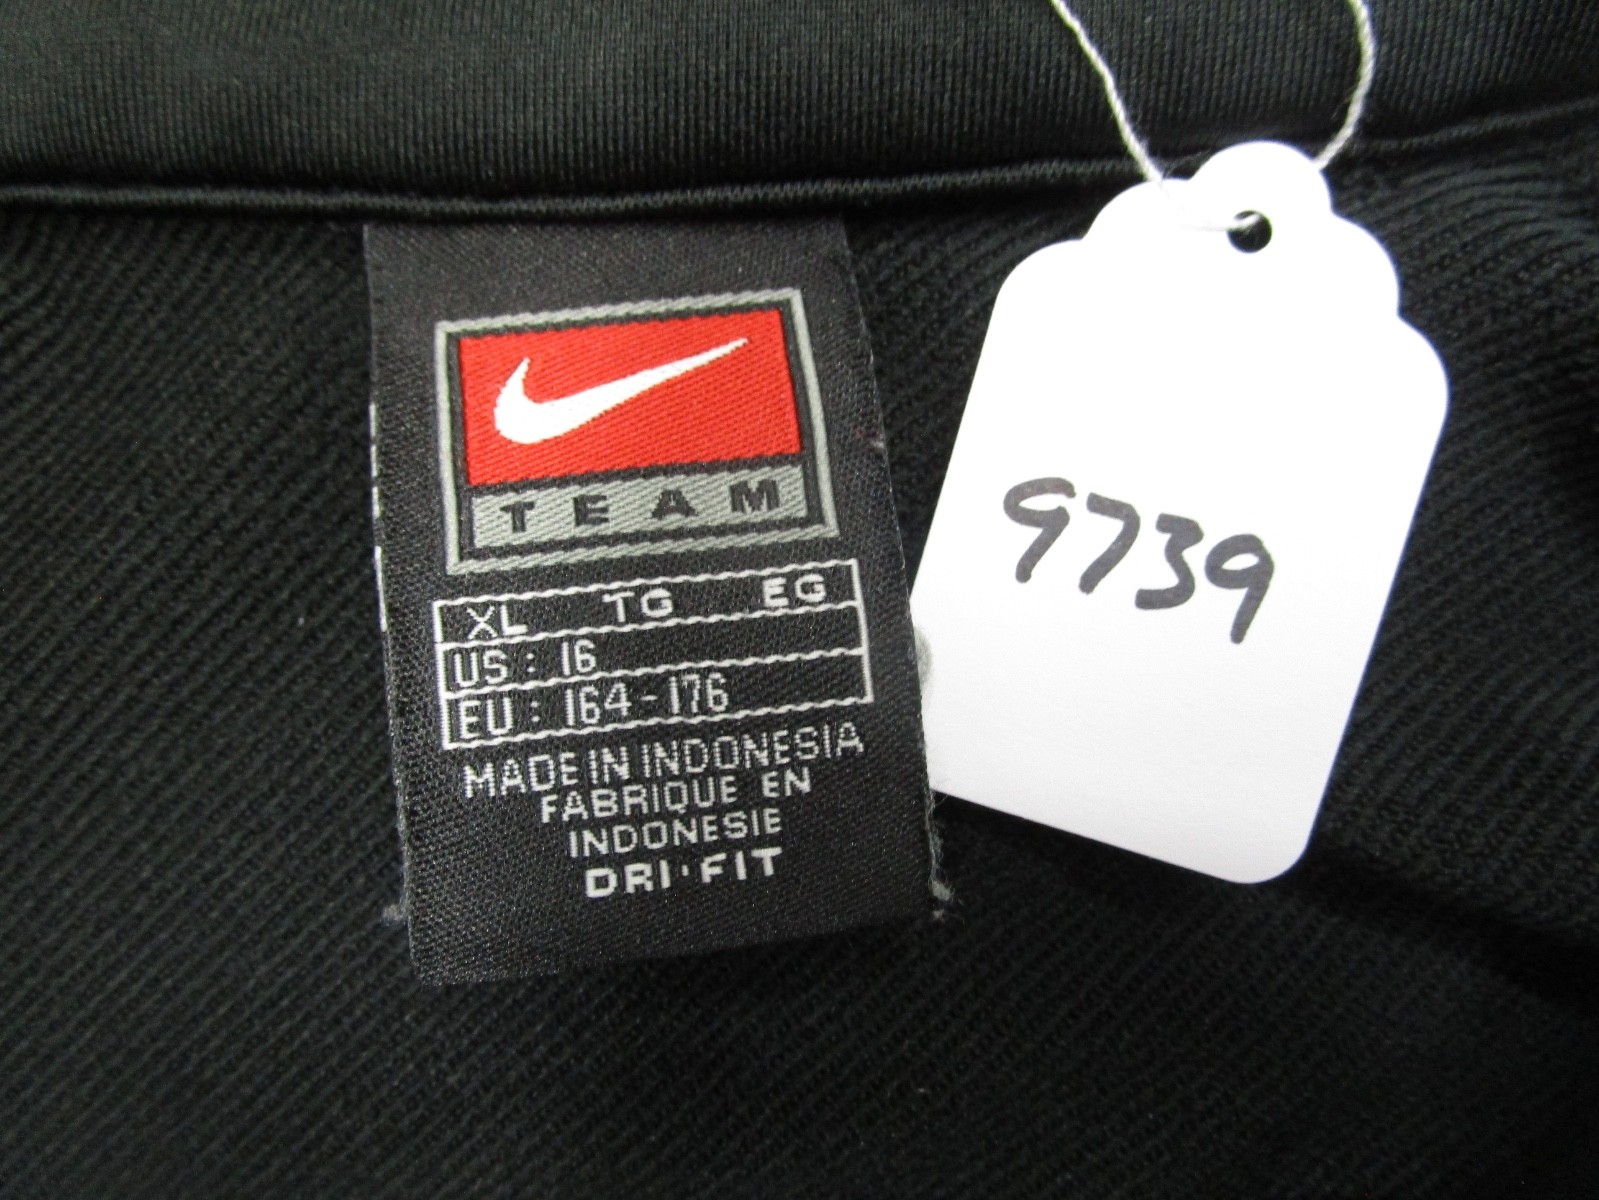 TEAM
XL TG EG
US: 16
EU: 164-176
MADE IN INDONESIA
FABRIQUE EN
INDONESIE
DRI·FIT
9739